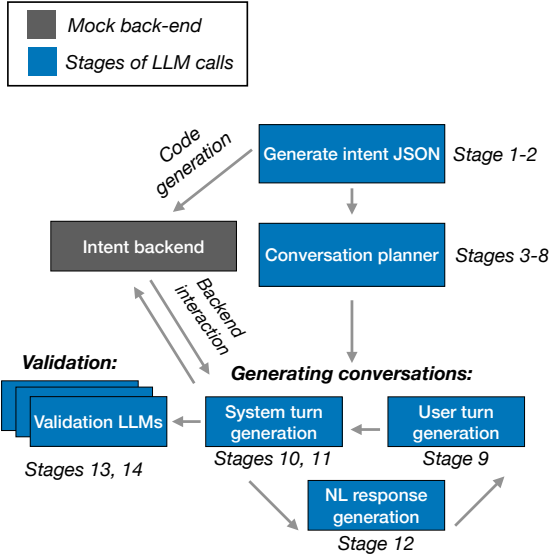 Mock back-end
Stages of LLM calls
Code
generation
Generate intent JSON
Stage 1-2
Intent backend
Conversation planner
Stages 3-8
Backend
interaction
Validation:
Generating conversations:
Validation LLMs
System turn
generation
User turn
generation
Stages 13, 14
Stages 10, 11
Stage 9
NL response
generation
Stage 12